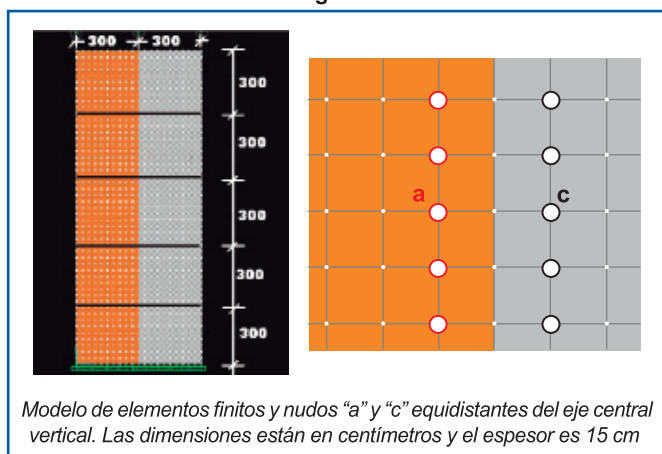 300 300
300
300
300
300
300
a c
Modelo de elementos finitos y nudos “a” y “c” equidistantes del eje central
vertical. Las dimensiones están en centímetros y el espesor es 15 cm